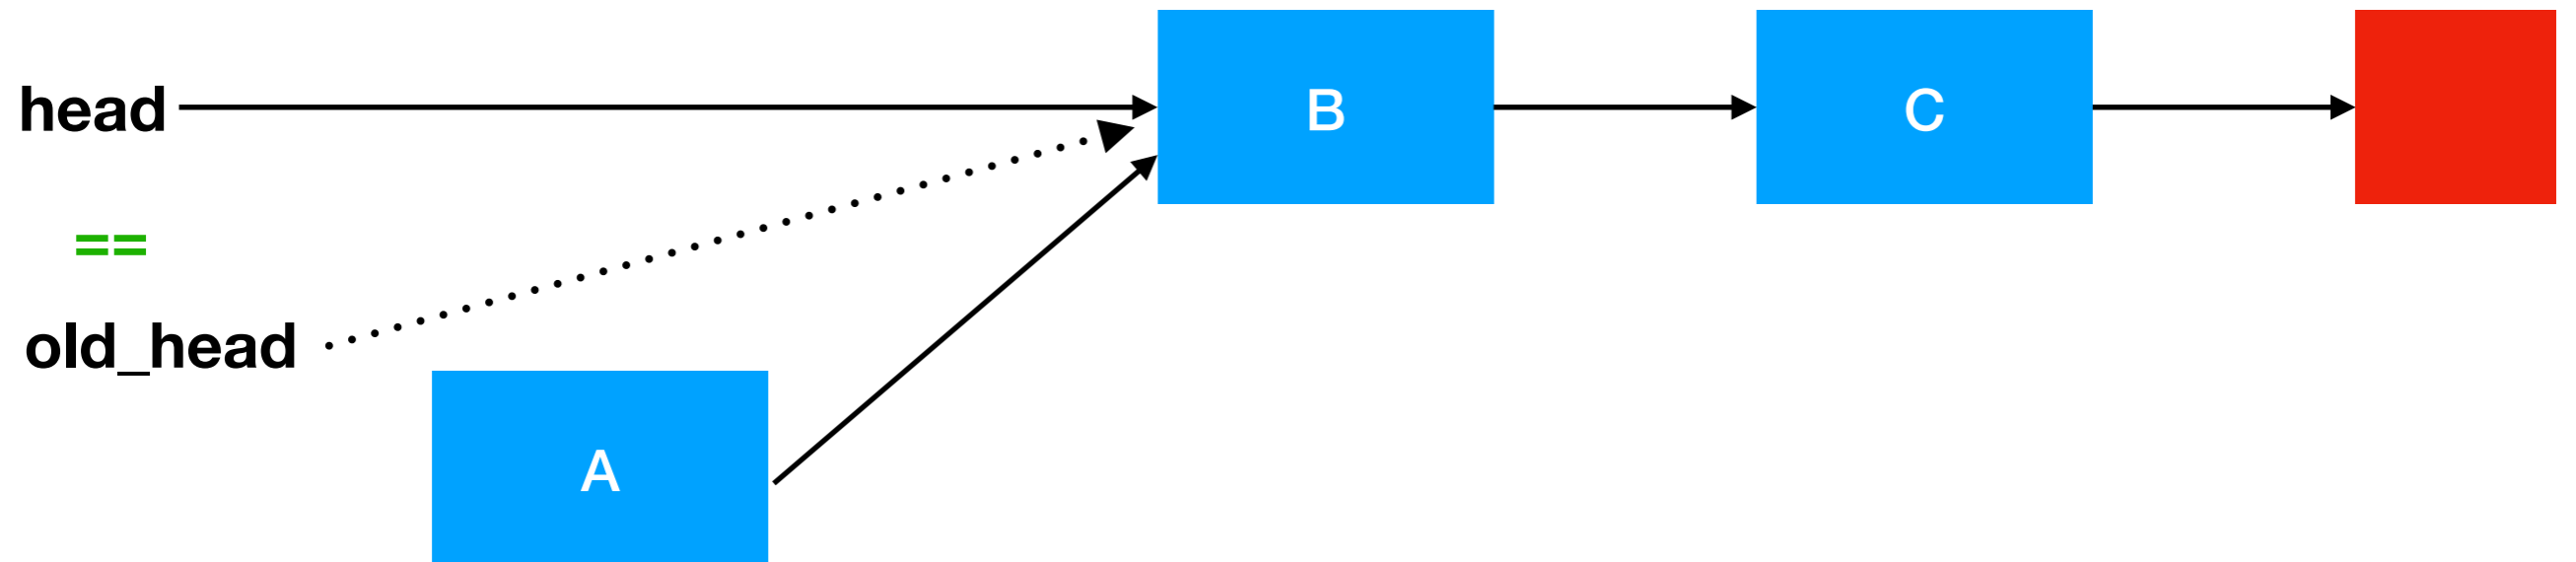 head
B
C
==
old_head
A